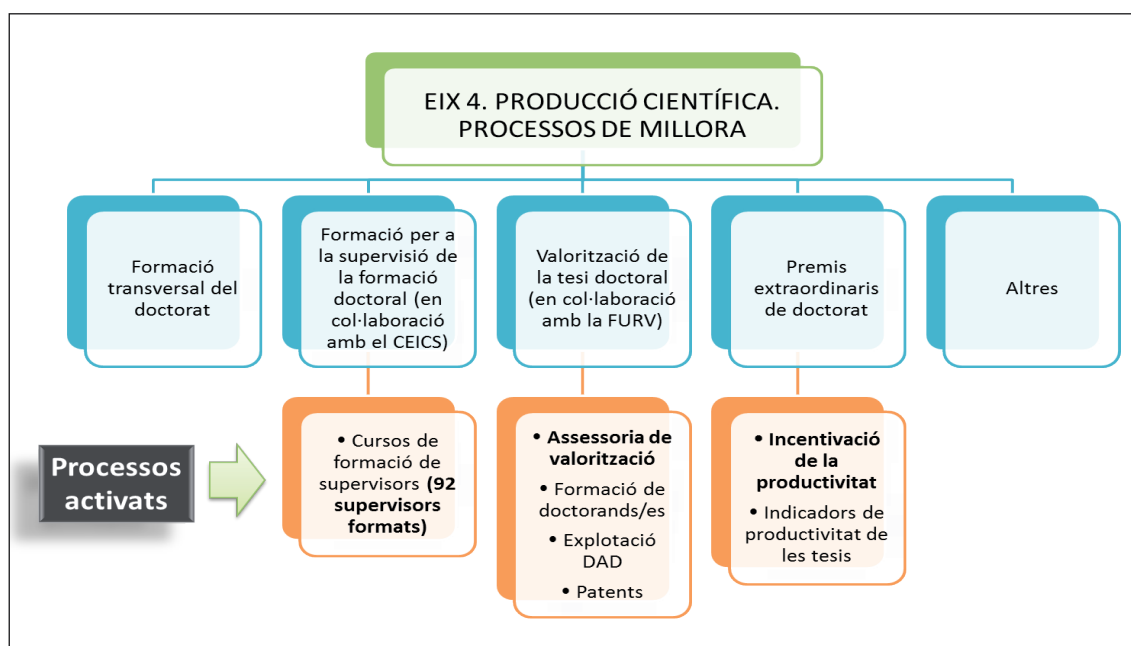 EIX 4. PRODUCCIÓ CIENTÍFICA.
PROCESSOS DE MILLORA
Formació
transversal del
doctorat
Formació per a
la supervisió de
la formació
doctoral (en
col·laboració
amb el CEICS)
Valorització de
la tesi doctoral
(en col·laboració
amb la FURV)
Premis
extraordinaris
de doctorat
Altres
Processos
activats
• Cursos de
formació de
supervisors (92
supervisors
formats)
• Assessoria de
valorització
• Formació de
doctorands/es
• Explotació
DAD
• Patents
• Incentivació
de la
productivitat
• Indicadors de
productivitat de
les tesis